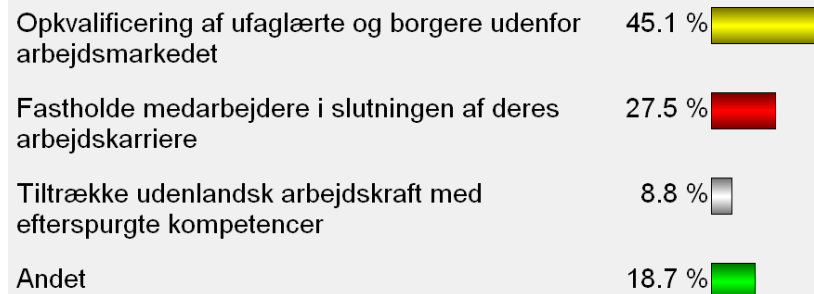 Opkvalificering af ufaglærte og borgere udenfor 45.1 %
arbejdsmarkedet
Fastholde medarbejdere i slutningen af deres 27.5 %
arbejdskarriere
Tiltrække udenlandsk arbejdskraft med 8.8 %
efterspurgte kompetencer
Andet 18.7 %